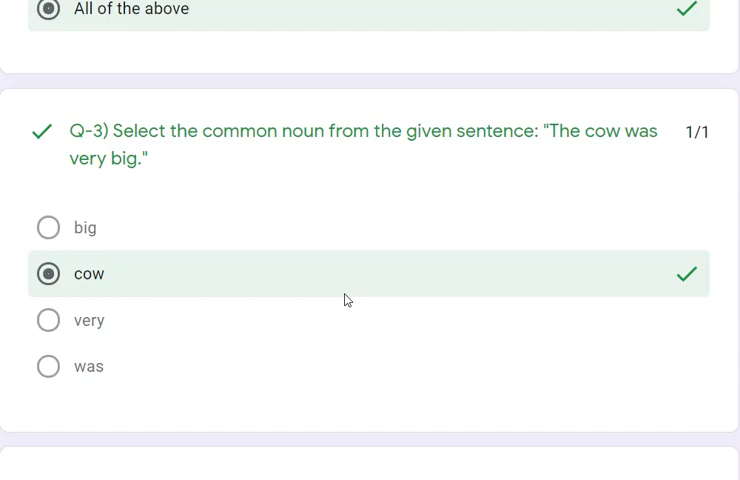 All of the above
Q-3) Select the common noun from the given sentence: "The cow was 1/1
very big."
big
cow
very
was